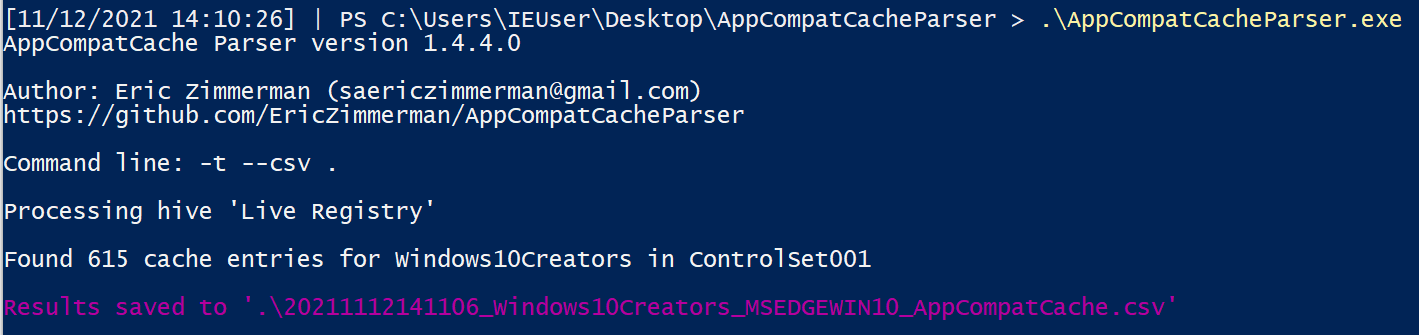 [11/12/2021 14:10:26] | PS C:\Users\IEUser\Desktop\AppCompatCacheParser > .\AppCompatCacheParser.exe
AppCompatCache Parser version 1.4.4.0
Author: Eric Zimmerman (saericzimmerman@gmail.com)
https://github.com/EricZimmerman/AppCompatCacheParser
Command line: -t --csv .
Processing hive 'Live Registry'
Found 615 cache entries for Windows10Creators in ControlSet001
Results saved to '.\20211112141106_Windows10Creators_MSEDGEWIN10_AppCompatCache.csv'